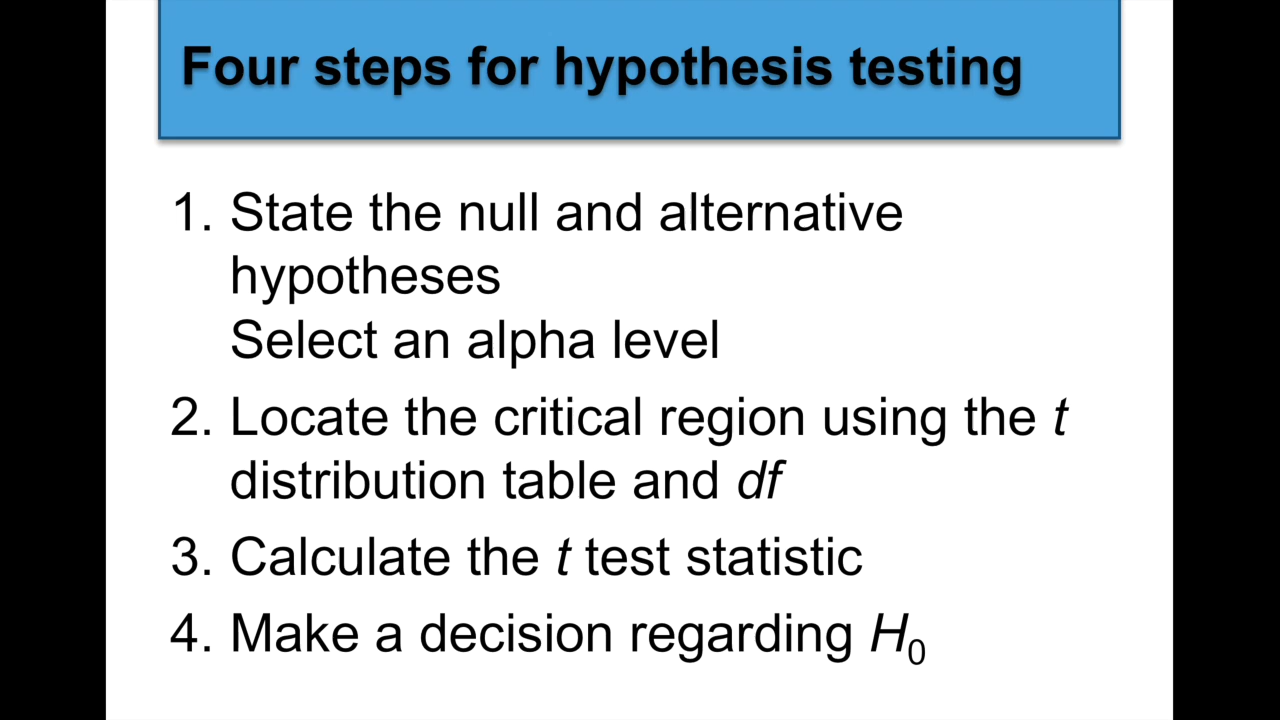 Four steps for hypothesis testing
1. State the null and alternative
hypotheses
Select an alpha level
2. Locate the critical region using the t
distribution table and df
3. Calculate the t test statistic
4. Make a decision regarding H₀